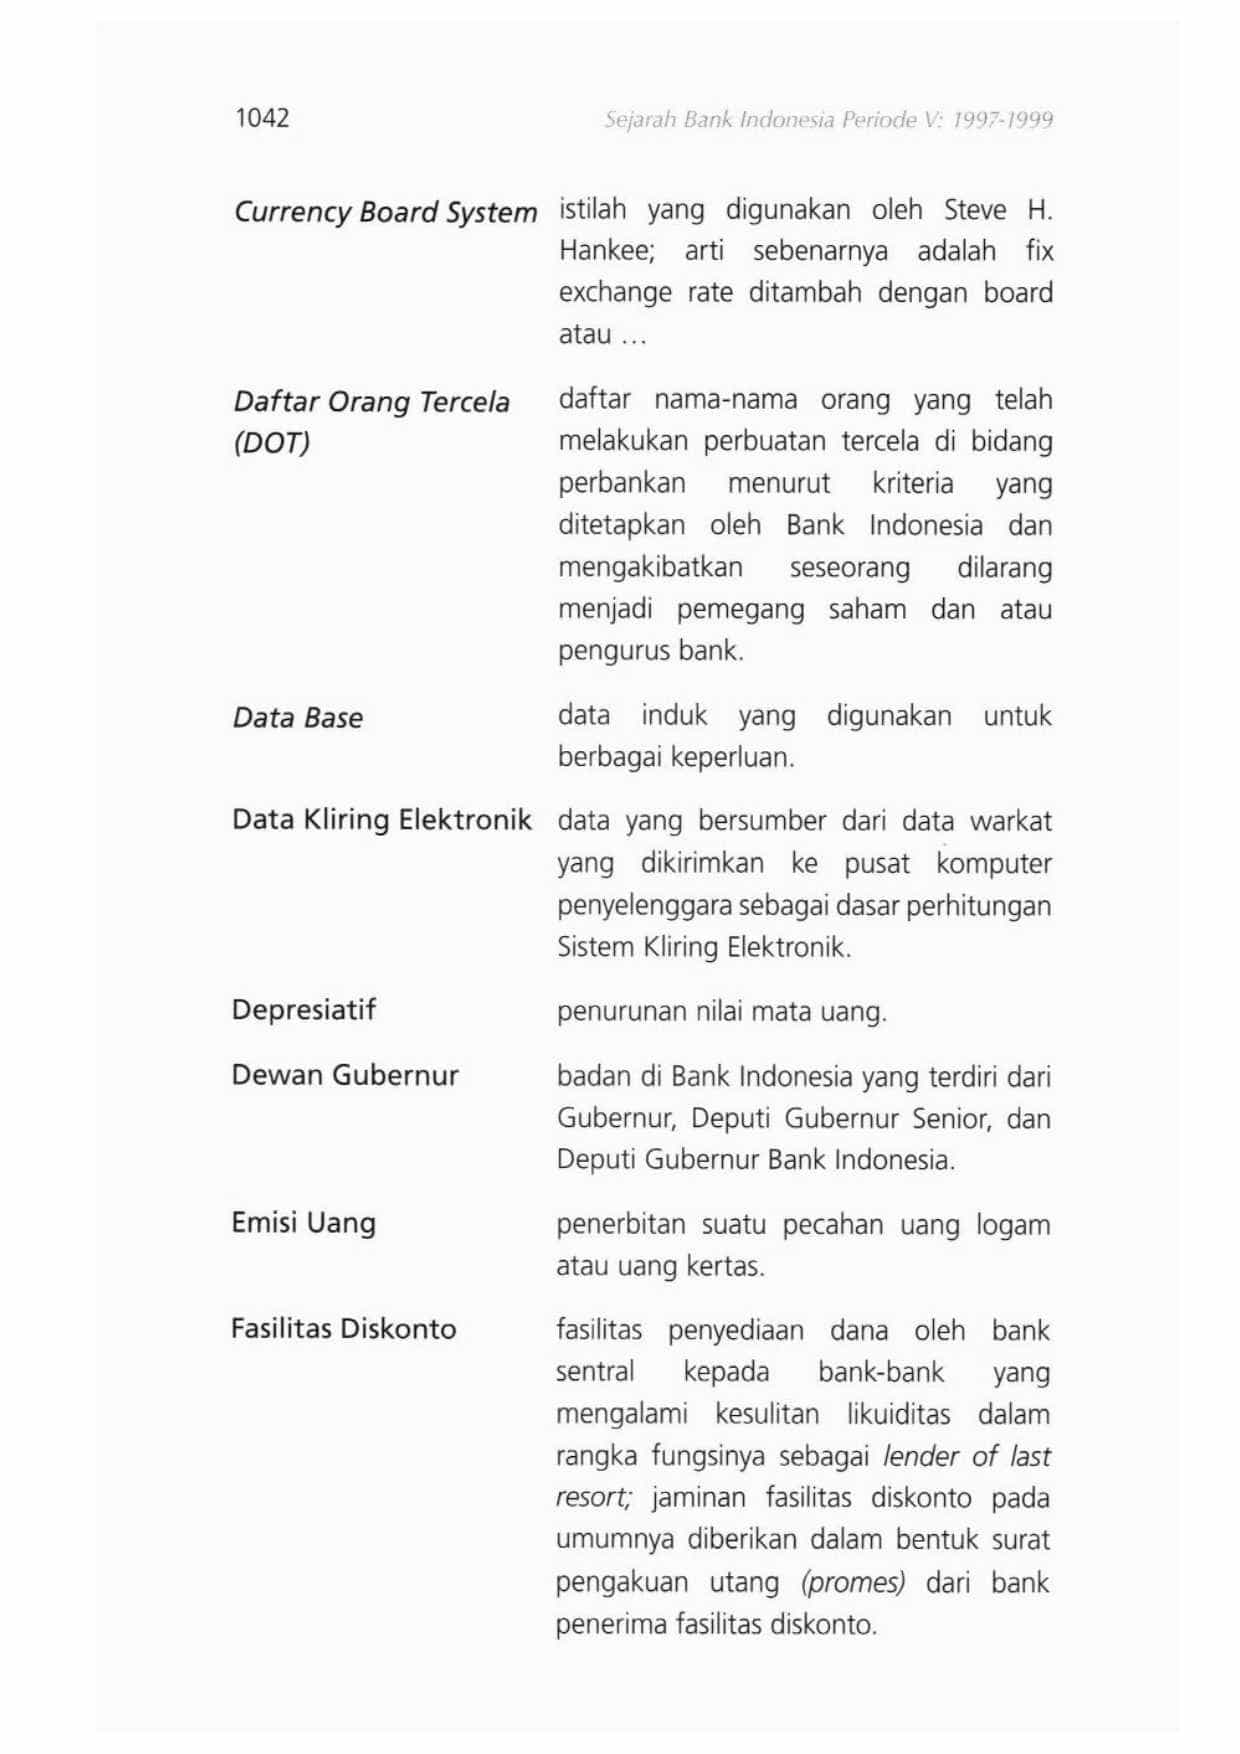 1042 Sejarah Bank Indonesia Periode V: 1997-1999
Currency Board System istilah yang digunakan oleh Steve H.
Hankee; arti sebenarnya adalah fix
exchange rate ditambah dengan board
atau ...
Daftar Orang Tercela daftar nama-nama orang yang telah
(DOT) melakukan perbuatan tercela di bidang
perbankan menurut kriteria yang
ditetapkan oleh Bank Indonesia dan
mengakibatkan seseorang dilarang
menjadi pemegang saham dan atau
pengurus bank.
Data Base data induk yang digunakan untuk
berbagai keperluan.
Data Kliring Elektronik data yang bersumber dari data warkat
yang dikirimkan ke pusat komputer
penyelenggara sebagai dasar perhitungan
Sistem Kliring Elektronik.
Depresiatif penurunan nilai mata uang.
Dewan Gubernur badan di Bank Indonesia yang terdiri dari
Gubernur, Deputi Gubernur Senior, dan
Deputi Gubernur Bank Indonesia.
Emisi Uang penerbitan suatu pecahan uang logam
atau uang kertas.
Fasilitas Diskonto fasilitas penyediaan dana oleh bank
sentral kepada bank-bank yang
mengalami kesulitan likuiditas dalam
rangka fungsinya sebagai lender of last
resort; jaminan fasilitas diskonto pada
umumnya diberikan dalam bentuk surat
pengakuan utang (promes) dari bank
penerima fasilitas diskonto.